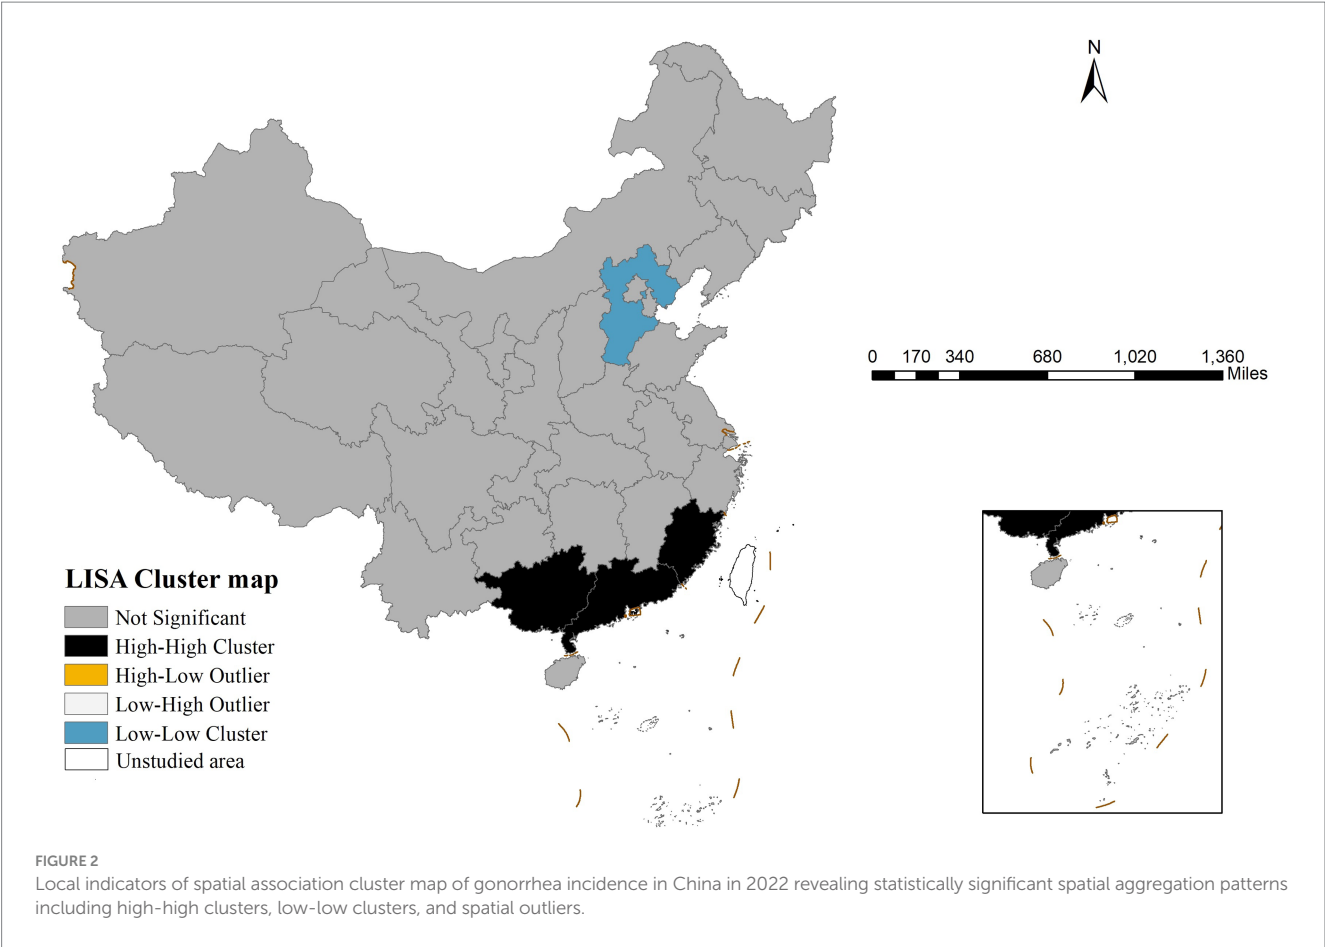 N
0 170 340 680 1,020 1,360
Miles
LISA Cluster map
Not Significant
High-High Cluster
High-Low Outlier
Low-High Outlier
Low-Low Cluster
Unstudied area
FIGURE 2
Local indicators of spatial association cluster map of gonorrhea incidence in China in 2022 revealing statistically significant spatial aggregation patterns
including high-high clusters, low-low clusters, and spatial outliers.